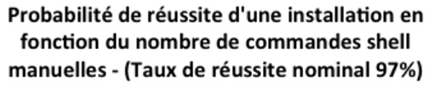 Probabilité de réussite d'une installation en
fonction du nombre de commandes shell
manuelles - (Taux de réussite nominal 97%)